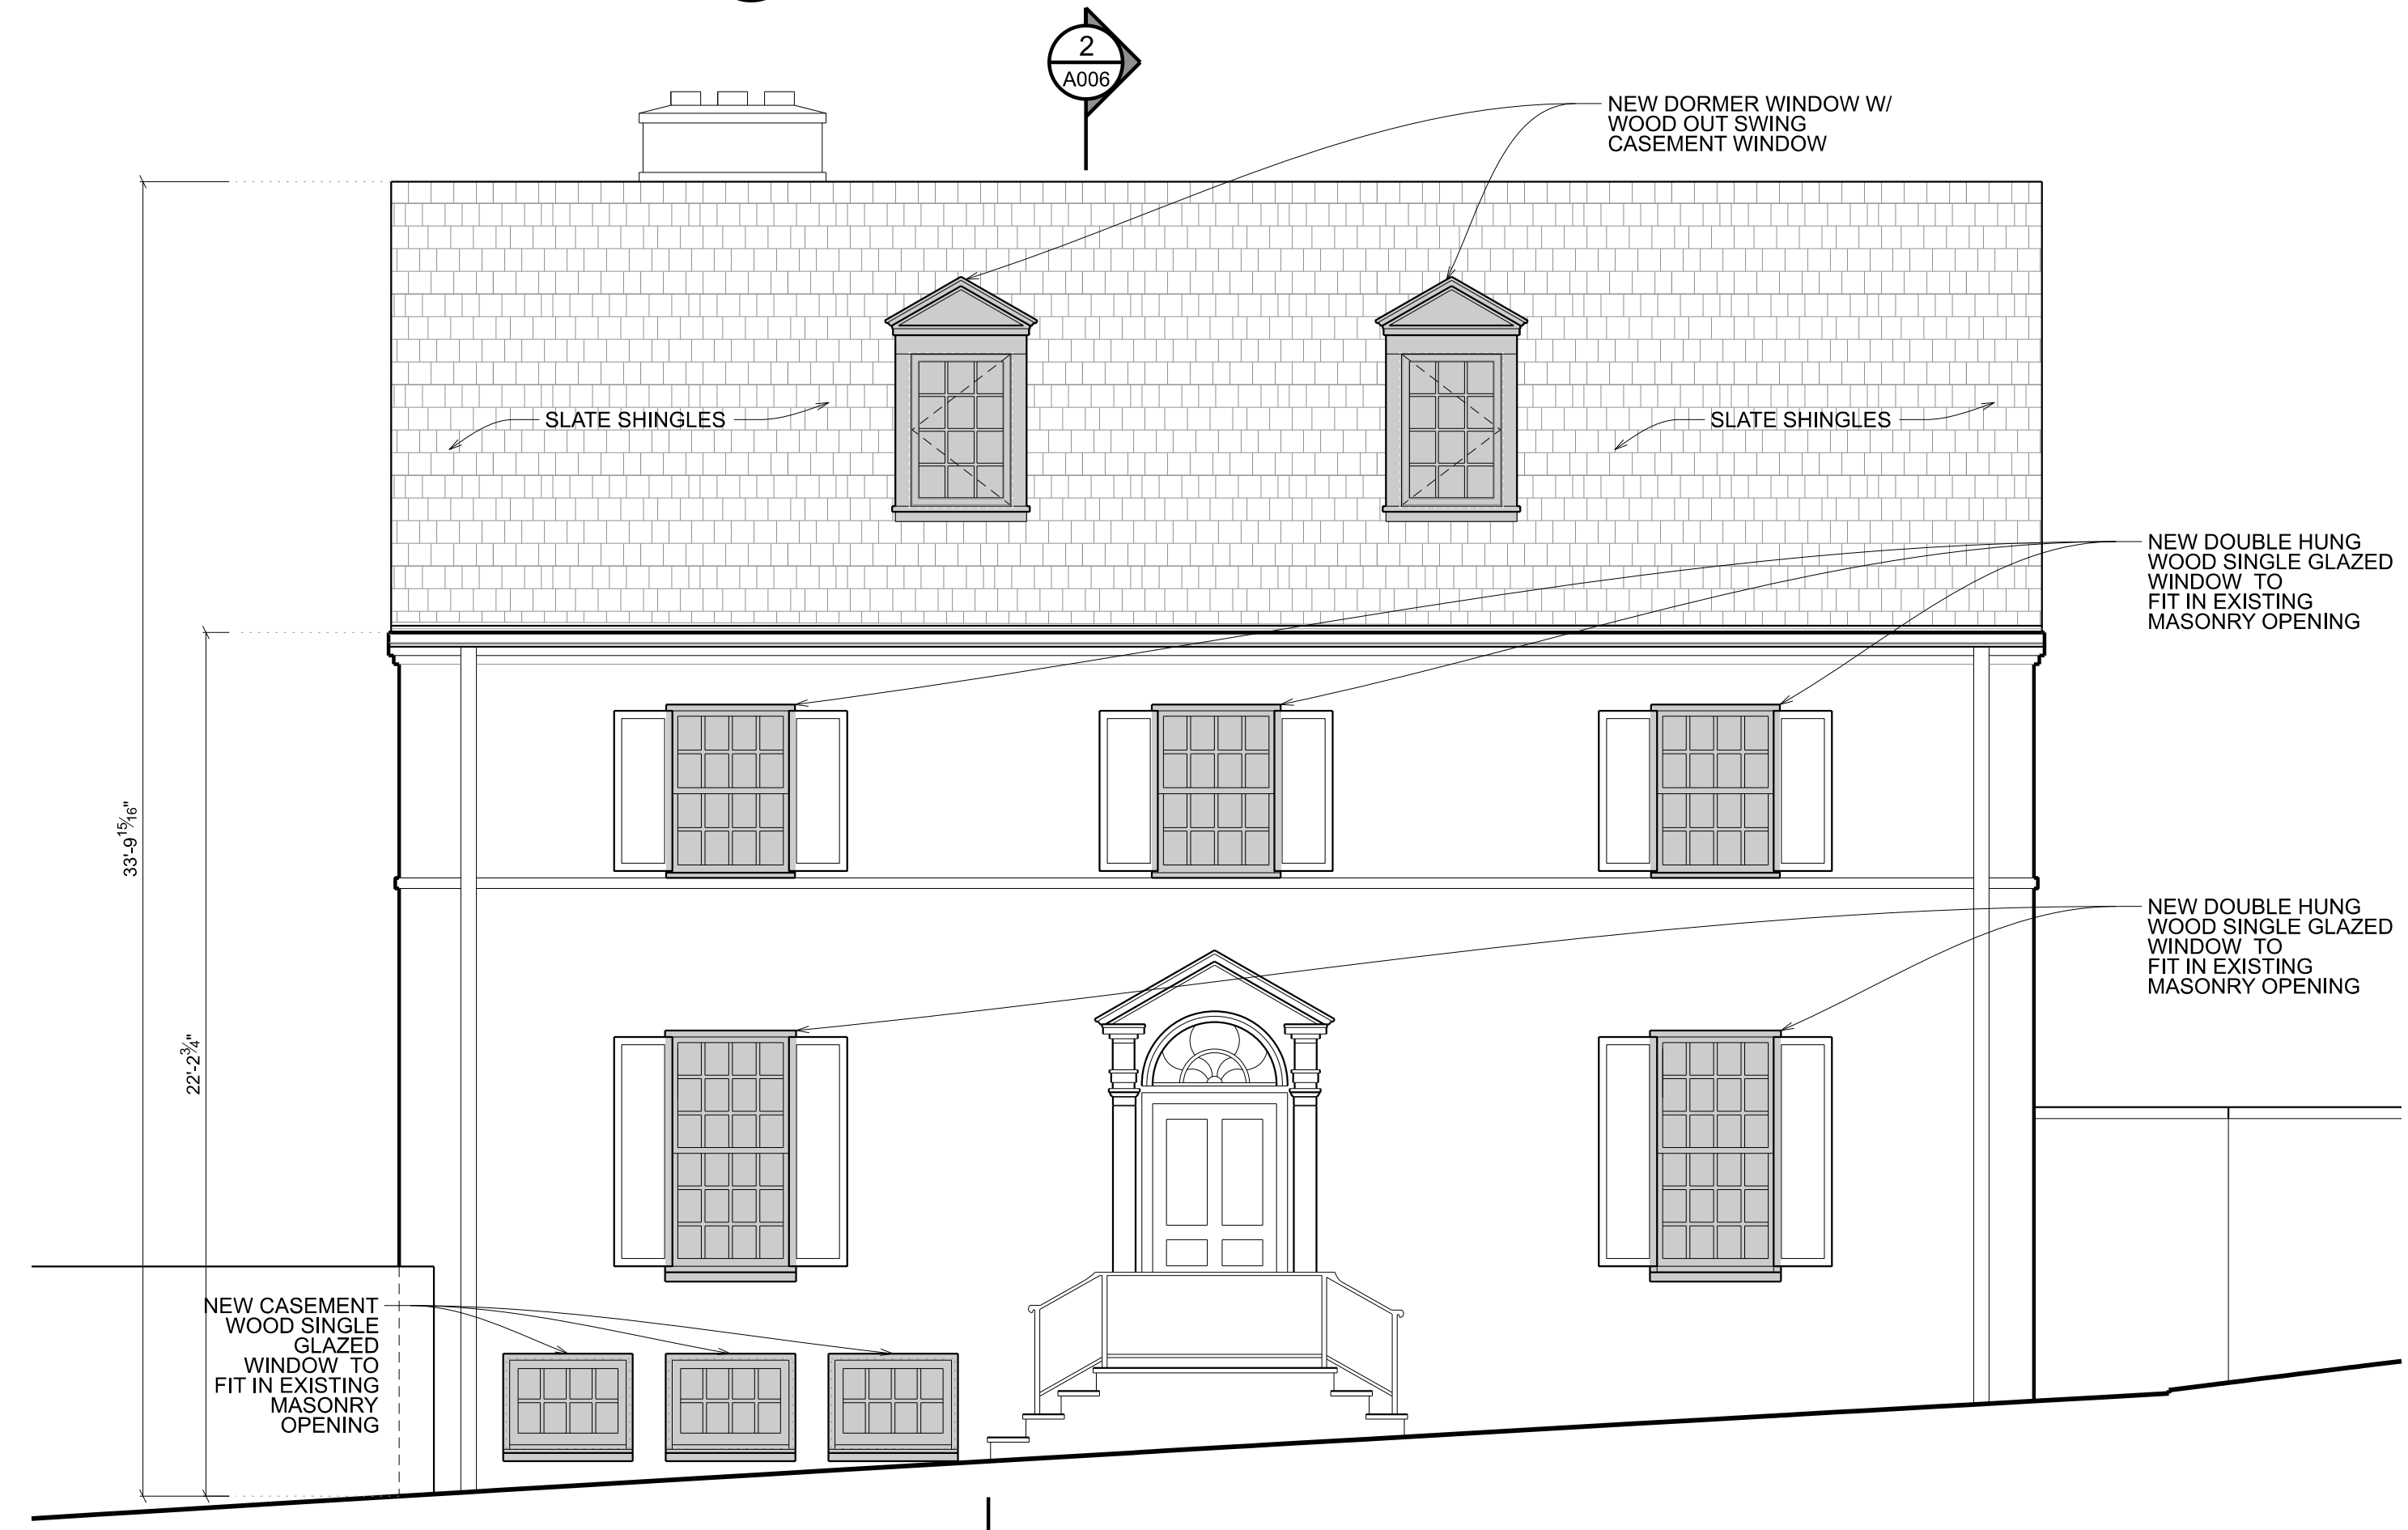 2
A006
NEW DORMER WINDOW W/
WOOD OUT SWING
CASEMENT WINDOW
SLATE SHINGLES
SLATE SHINGLES
NEW DOUBLE HUNG
WOOD SINGLE GLAZED
WINDOW TO
FIT IN EXISTING
MASONRY OPENING
33'-9 15/16"
22'-2 3/4"
NEW DOUBLE HUNG
WOOD SINGLE GLAZED
WINDOW TO
FIT IN EXISTING
MASONRY OPENING
NEW CASEMENT
WOOD SINGLE
GLAZED
WINDOW TO
FIT IN EXISTING
MASONRY
OPENING